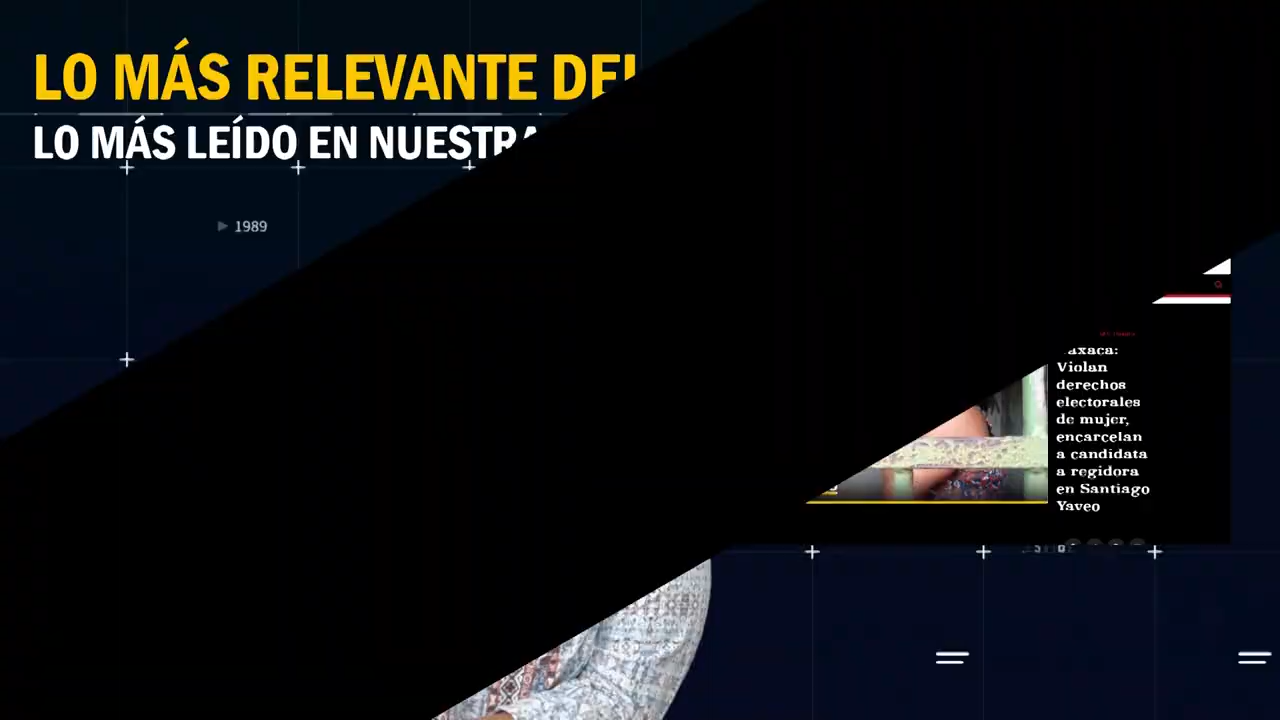 LO MÁS RELEVANTE DEL
LO MÁS LEÍDO EN NUESTRA
1989
Violan
derechos
electorales
de mujer,
encarcelan
a candidata
a regidora
en Santiago
Yaveo